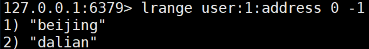 127.0.0.1:6379> lrange user:1:address 0 -1
1) "beijing"
2) "dalian"